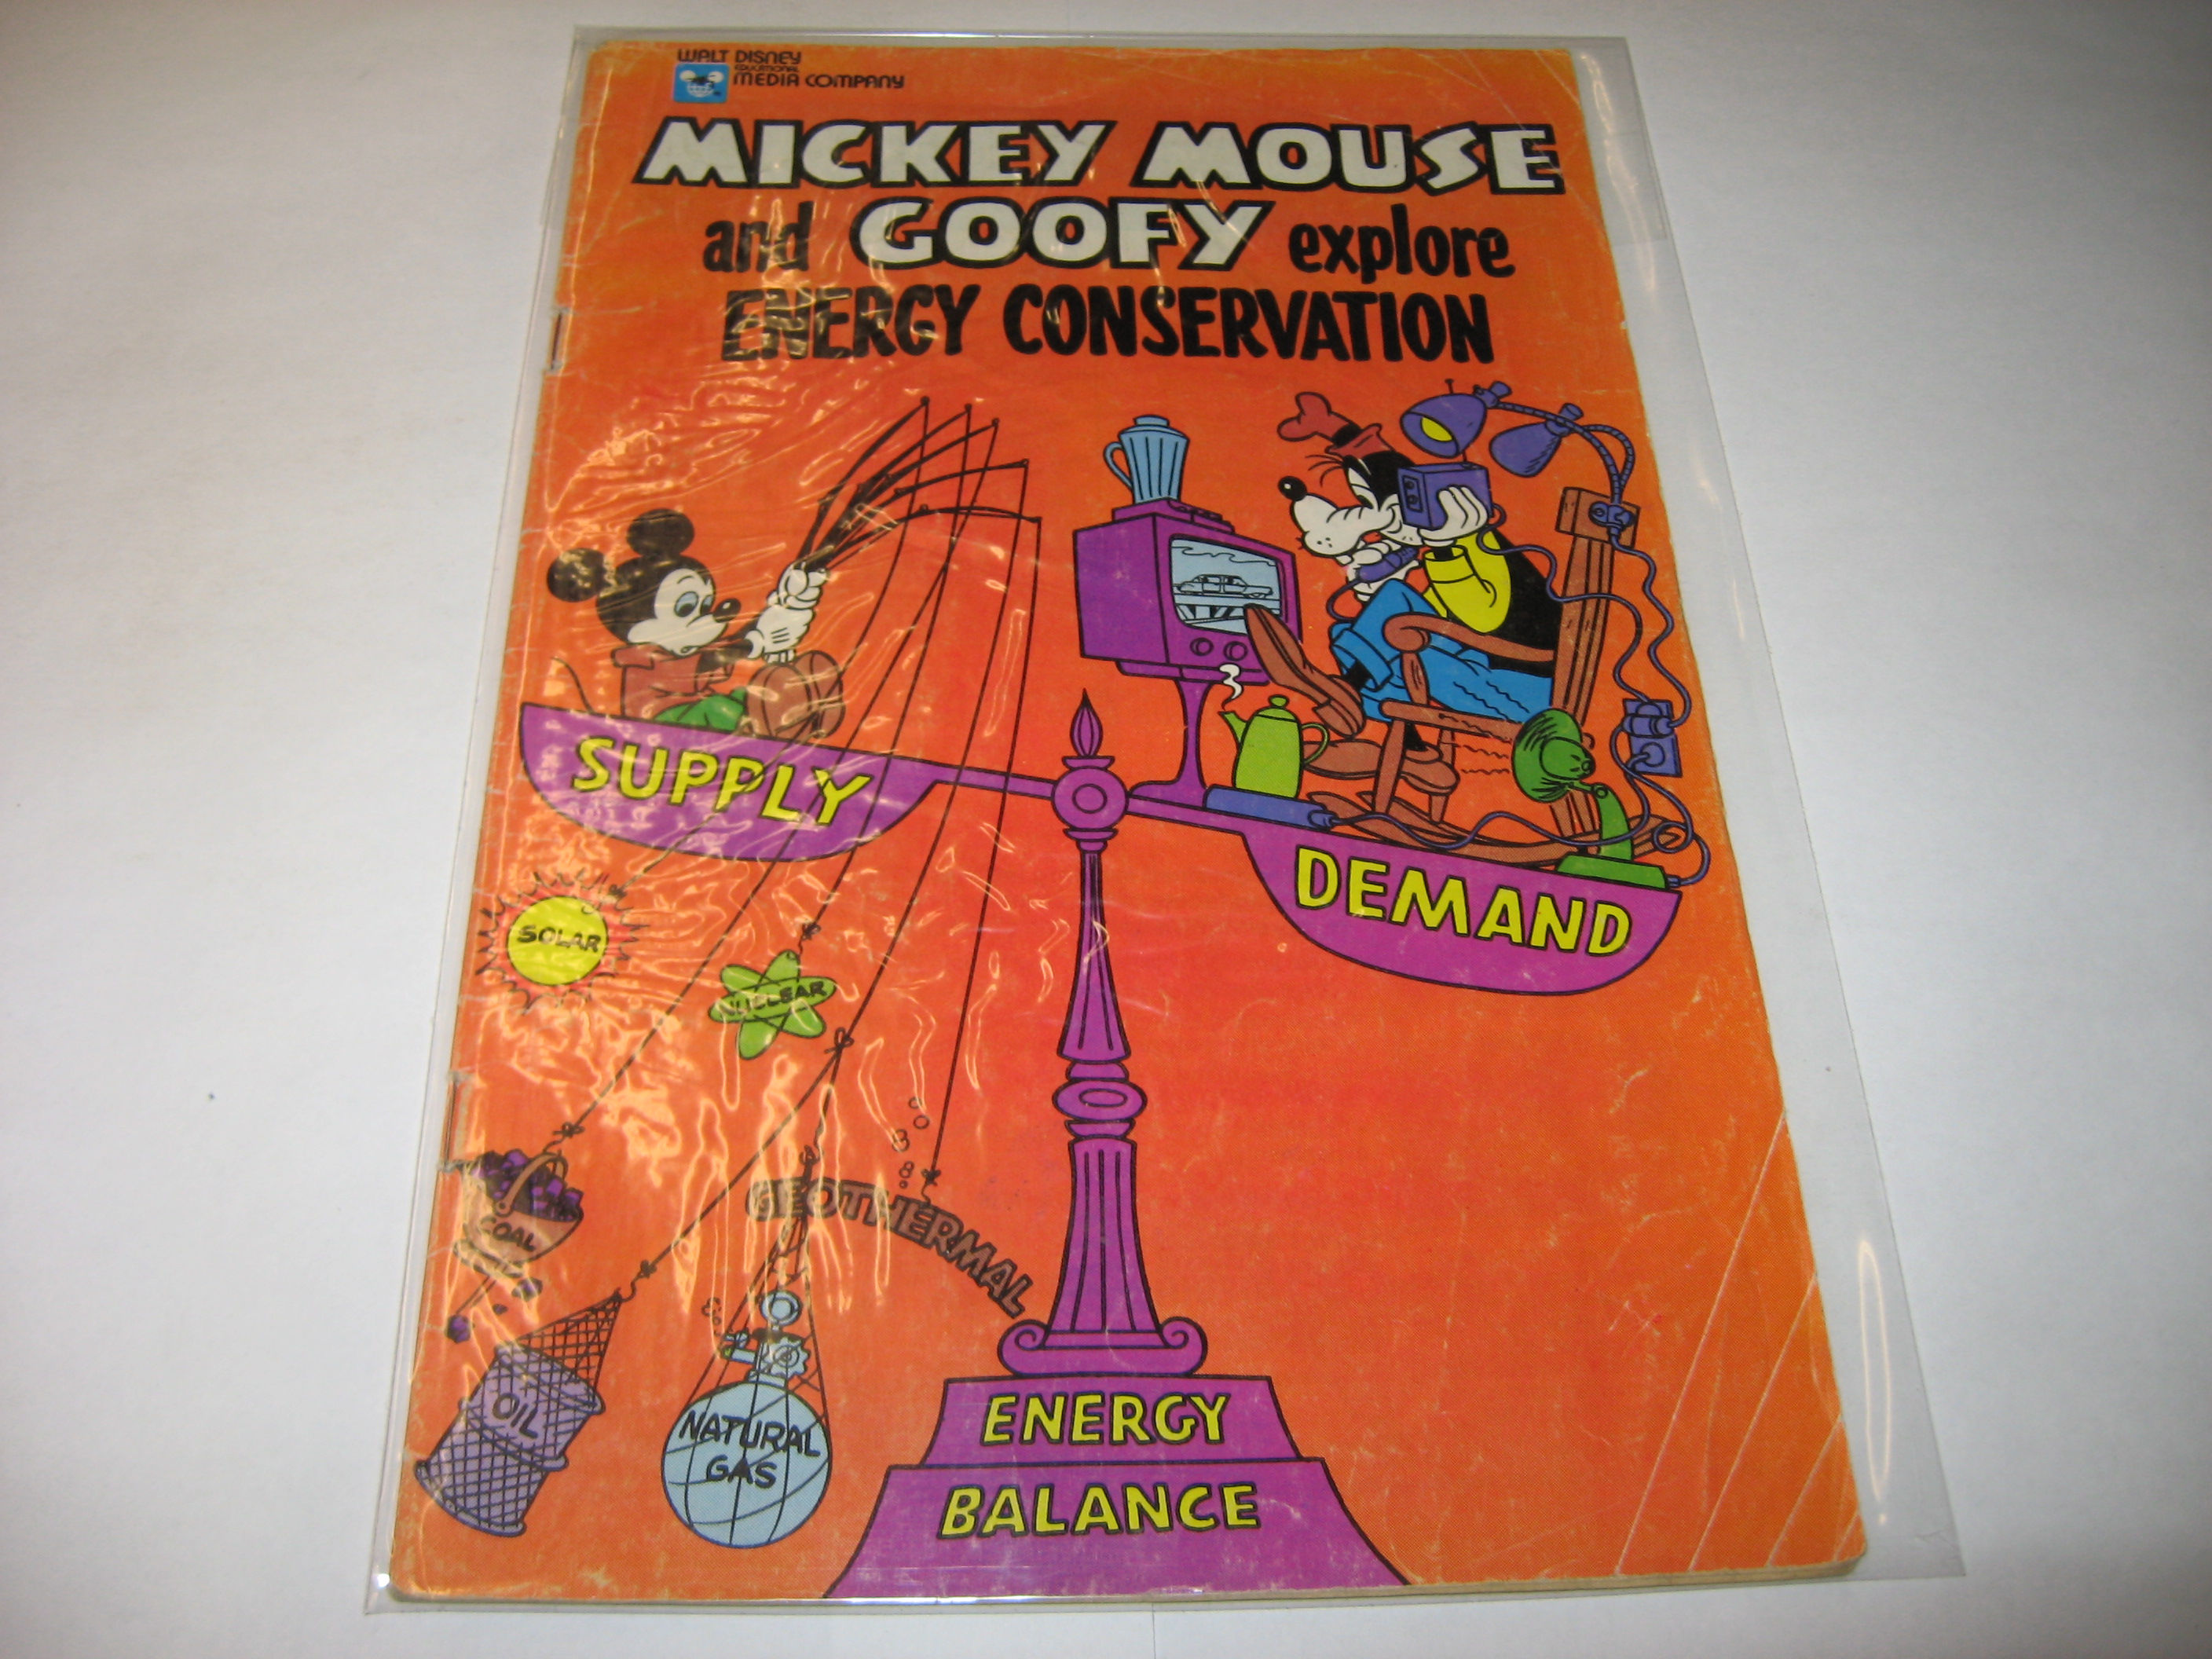 WALT DISNEY
EDUCATIONAL
MEDIA COMPANY
MICKEY MOUSE
and GOOFY explore
ENERGY CONSERVATION
SUPPLY
DEMAND
SOLAR
NUCLEAR
COAL
GEOTHERMAL
OIL
NATURAL
GAS
ENERGY
BALANCE